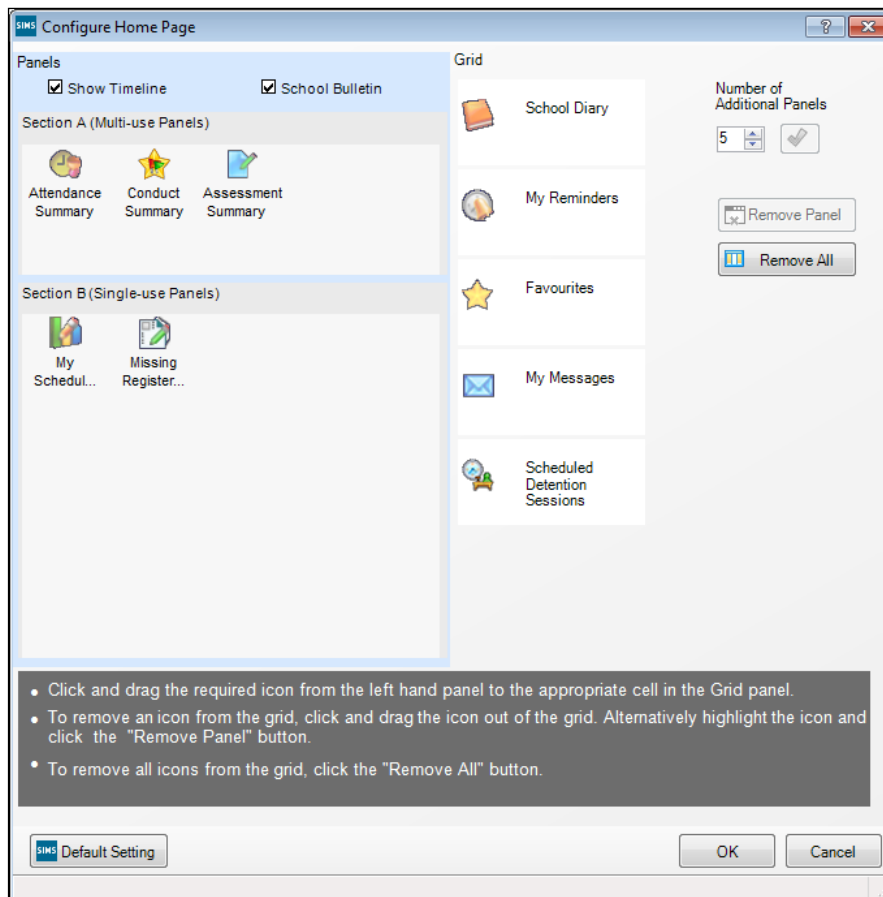 SIMS Configure Home Page
Panels
Show Timeline
School Bulletin
Section A (Multi-use Panels)
Attendance
Summary
Conduct
Summary
Assessment
Summary
Section B (Single-use Panels)
My
Schedul...
Missing
Register...
Grid
School Diary
My Reminders
Favourites
My Messages
Scheduled
Detention
Sessions
Number of
Additional Panels
5
Remove Panel
Remove All
• Click and drag the required icon from the left hand panel to the appropriate cell in the Grid panel.
• To remove an icon from the grid, click and drag the icon out of the grid. Alternatively highlight the icon and
click the "Remove Panel" button.
• To remove all icons from the grid, click the "Remove All" button.
SIMS Default Setting
OK
Cancel